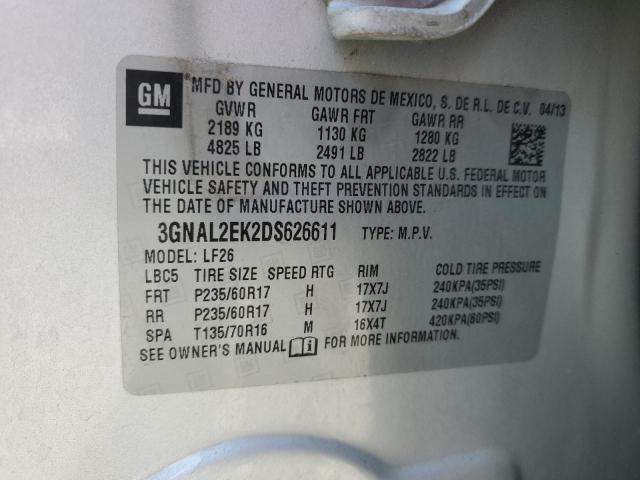 GM
MFD BY GENERAL MOTORS DE MEXICO, S. DE R.L. DE C.V. 04/13
GVWR GAWR FRT GAWR RR
2189 KG 1130 KG 1280 KG
4825 LB 2491 LB 2822 LB
THIS VEHICLE CONFORMS TO ALL APPLICABLE U.S. FEDERAL MOTOR
VEHICLE SAFETY AND THEFT PREVENTION STANDARDS IN EFFECT ON
THE DATE OF MANUFACTURE SHOWN ABOVE.
3GNAL2EK2DS626611 TYPE: M.P.V.
MODEL: LF26
LBC5 TIRE SIZE SPEED RTG RIM COLD TIRE PRESSURE
FRT P235/60R17 H 17X7J 240KPA(35PSI)
RR P235/60R17 H 17X7J 240KPA(35PSI)
SPA T135/70R16 M 16X4T 420KPA(60PSI)
SEE OWNER'S MANUAL FOR MORE INFORMATION.